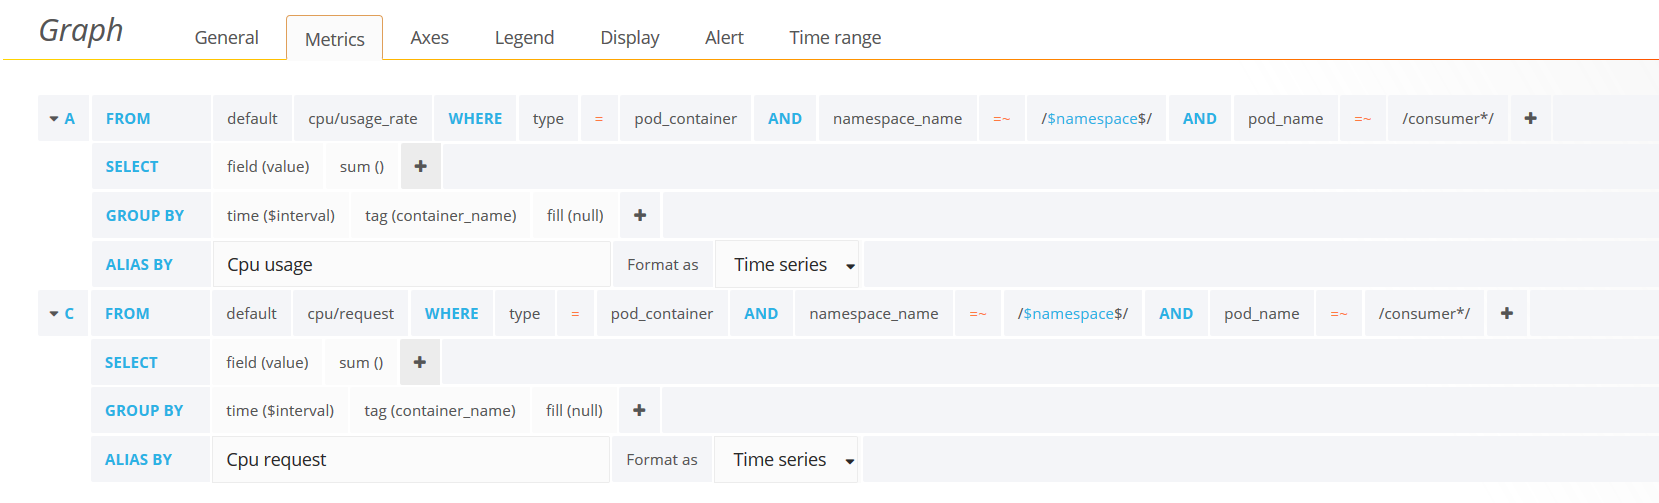 Graph General Metrics Axes Legend Display Alert Time range
A FROM default cpu/usage_rate WHERE type = pod_container AND namespace_name =~ /$namespace$/ AND pod_name =~ /consumer*/ +
SELECT field (value) sum () +
GROUP BY time ($interval) tag (container_name) fill (null) +
ALIAS BY Cpu usage Format as Time series
C FROM default cpu/request WHERE type = pod_container AND namespace_name =~ /$namespace$/ AND pod_name =~ /consumer*/ +
SELECT field (value) sum () +
GROUP BY time ($interval) tag (container_name) fill (null) +
ALIAS BY Cpu request Format as Time series